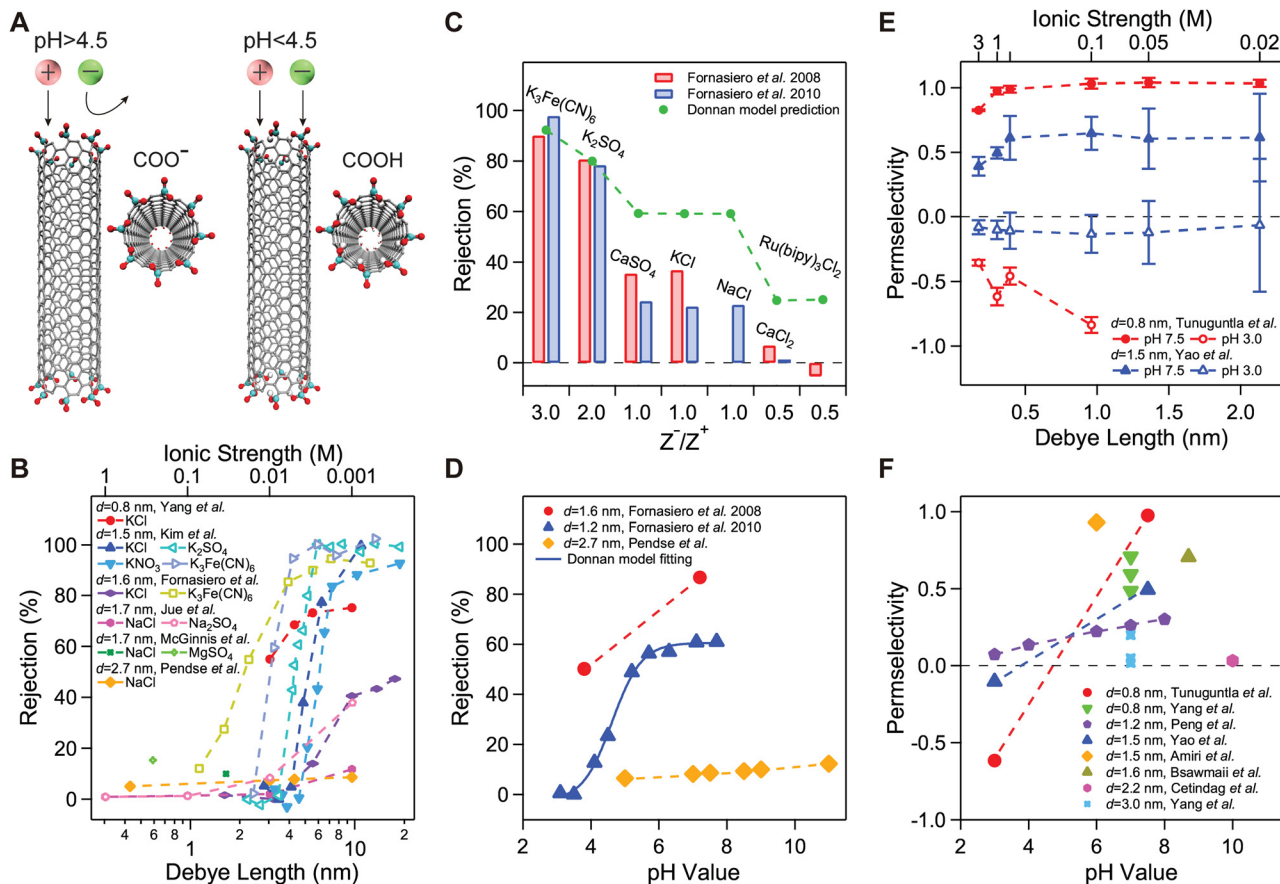 A
pH>4.5
pH<4.5
+
−
+
−
COO⁻
COOH
B
Ionic Strength (M)
1
0.1
0.01
0.001
d=0.8 nm, Yang et al.
KCl
d=1.5 nm, Kim et al.
KCl
K₂SO₄
KNO₃
K₃Fe(CN)₆
d=1.6 nm, Fornasiero et al.
KCl
K₃Fe(CN)₆
d=1.7 nm, Jue et al.
NaCl
Na₂SO₄
d=1.7 nm, McGinnis et al.
NaCl
MgSO₄
d=2.7 nm, Pendse et al.
NaCl
Rejection (%)
100
80
60
40
20
0
4 6 8 2 4 6 8 2
1 10
Debye Length (nm)
C
Fornasiero et al. 2008
Fornasiero et al. 2010
Donnan model prediction
K₃Fe(CN)₆
K₂SO₄
CaSO₄
KCl
NaCl
CaCl₂
Ru(bipy)₃Cl₂
Rejection (%)
100
80
60
40
20
0
3.0 2.0 1.0 1.0 1.0 0.5 0.5
Z⁻/Z⁺
D
d=1.6 nm, Fornasiero et al. 2008
d=1.2 nm, Fornasiero et al. 2010
d=2.7 nm, Pendse et al.
Donnan model fitting
Rejection (%)
100
80
60
40
20
0
2 4 6 8 10
pH Value
E
Ionic Strength (M)
3 1 0.1 0.05 0.02
Permselectivity
1.0
0.5
0.0
-0.5
-1.0
d=0.8 nm, Tunuguntla et al.
pH 7.5
pH 3.0
d=1.5 nm, Yao et al.
pH 7.5
pH 3.0
0.5 1.0 1.5 2.0
Debye Length (nm)
F
Permselectivity
1.0
0.5
0.0
-0.5
-1.0
d=0.8 nm, Tunuguntla et al.
d=0.8 nm, Yang et al.
d=1.2 nm, Peng et al.
d=1.5 nm, Yao et al.
d=1.5 nm, Amiri et al.
d=1.6 nm, Bsawmaii et al.
d=2.2 nm, Cetindag et al.
d=3.0 nm, Yang et al.
2 4 6 8 10
pH Value